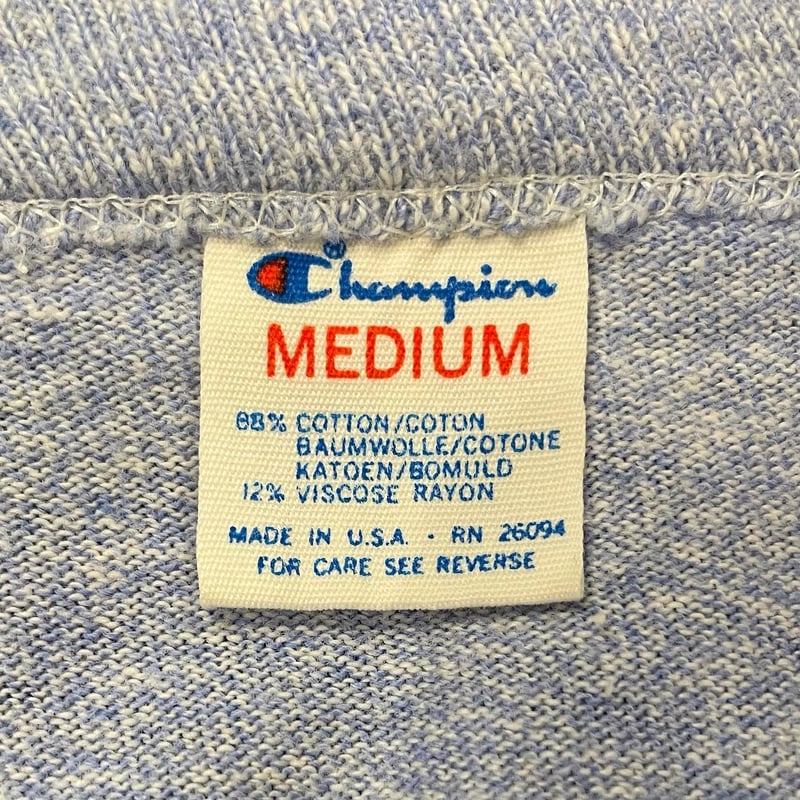 Champion
MEDIUM
88% COTTON/COTON
BAUMWOLLE/COTONE
KATOEN/BOMULD
12% VISCOSE RAYON
MADE IN U.S.A. · RN 26094
FOR CARE SEE REVERSE